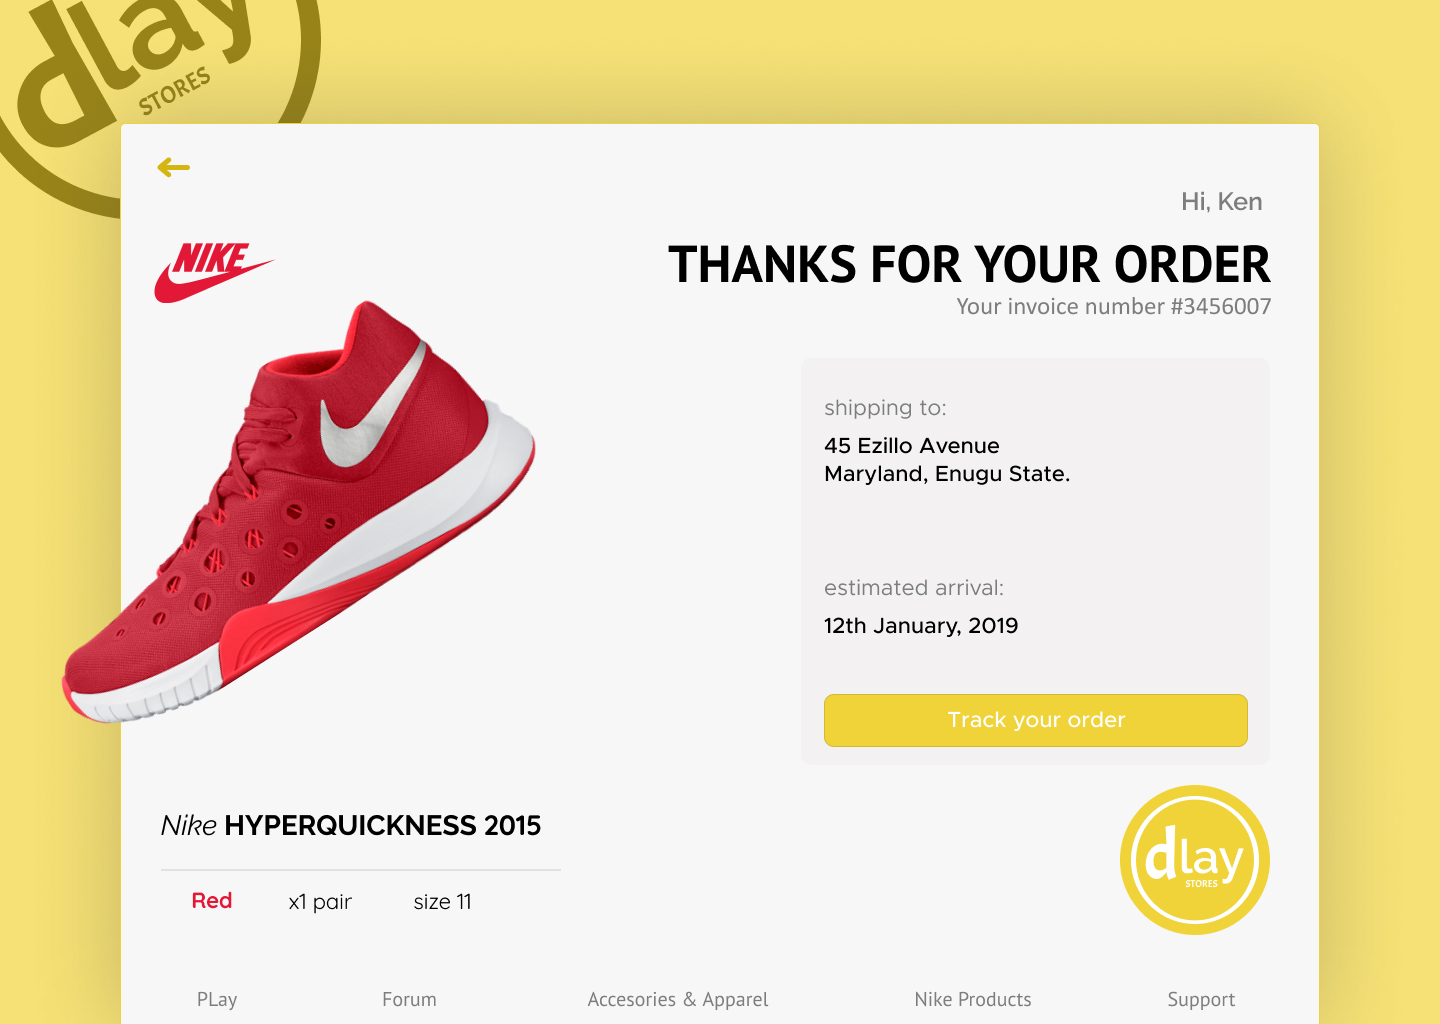 dlay
STORES
Hi, Ken
NIKE
THANKS FOR YOUR ORDER
Your invoice number #3456007
shipping to:
45 Ezillo Avenue
Maryland, Enugu State.
estimated arrival:
12th January, 2019
Track your order
Nike HYPERQUICKNESS 2015
Red x1 pair size 11
dlay
STORES
PLay Forum Accesories & Apparel Nike Products Support